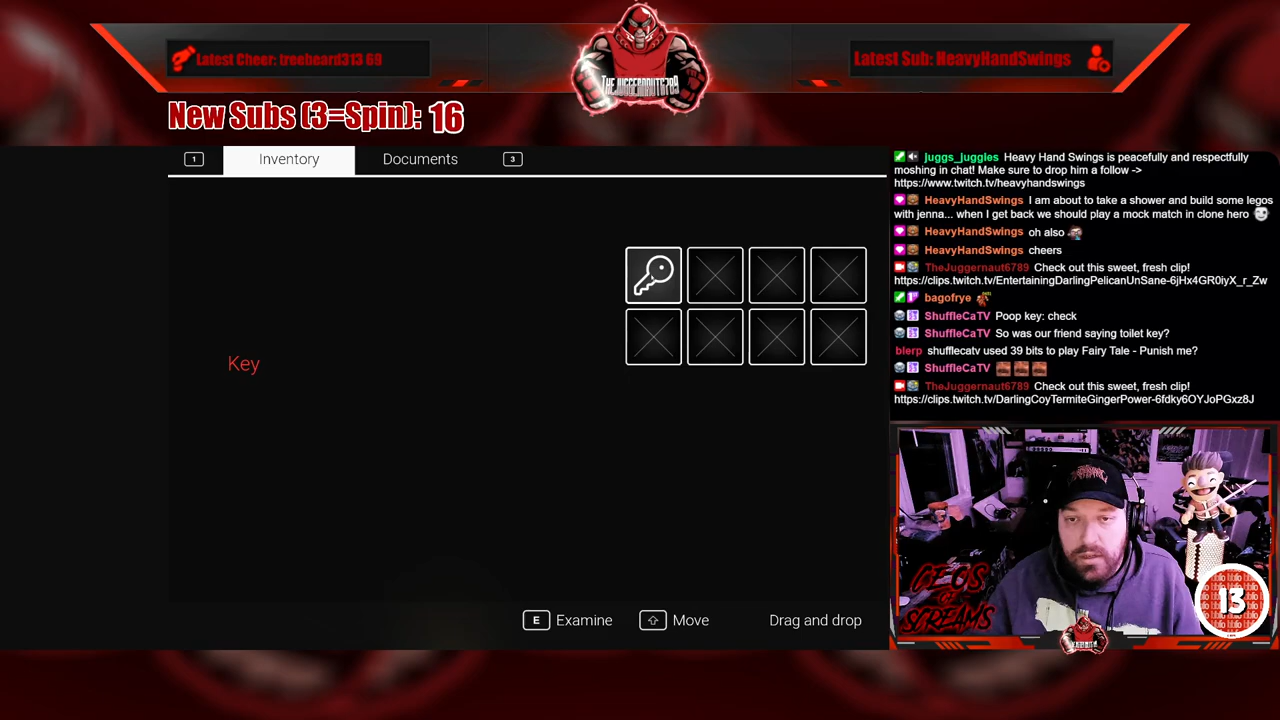 Latest Cheer: treebeard313 69
THEJUGGERNAUT6789
Latest Sub: HeavyHandSwings
New Subs (3=Spin): 16
1 Inventory Documents 3
Key
E Examine Move Drag and drop
juggs_juggles Heavy Hand Swings is peacefully and respectfully
moshing in chat! Make sure to drop him a follow ->
https://www.twitch.tv/heavyhandswings
HeavyHandSwings I am about to take a shower and build some legos
with jenna... when I get back we should play a mock match in clone hero
HeavyHandSwings oh also
HeavyHandSwings cheers
TheJuggernaut6789 Check out this sweet, fresh clip!
https://clips.twitch.tv/EntertainingDarlingPelicanUnSane-6jHx4GR0iyX_r_Zw
bagofrye
ShuffleCaTV Poop key: check
ShuffleCaTV So was our friend saying toilet key?
blerp shufflecatv used 39 bits to play Fairy Tale - Punish me?
ShuffleCaTV
TheJuggernaut6789 Check out this sweet, fresh clip!
https://clips.twitch.tv/DarlingCoyTermiteGingerPower-6fdky6OYJoPGxz8J
13
SCREAMS